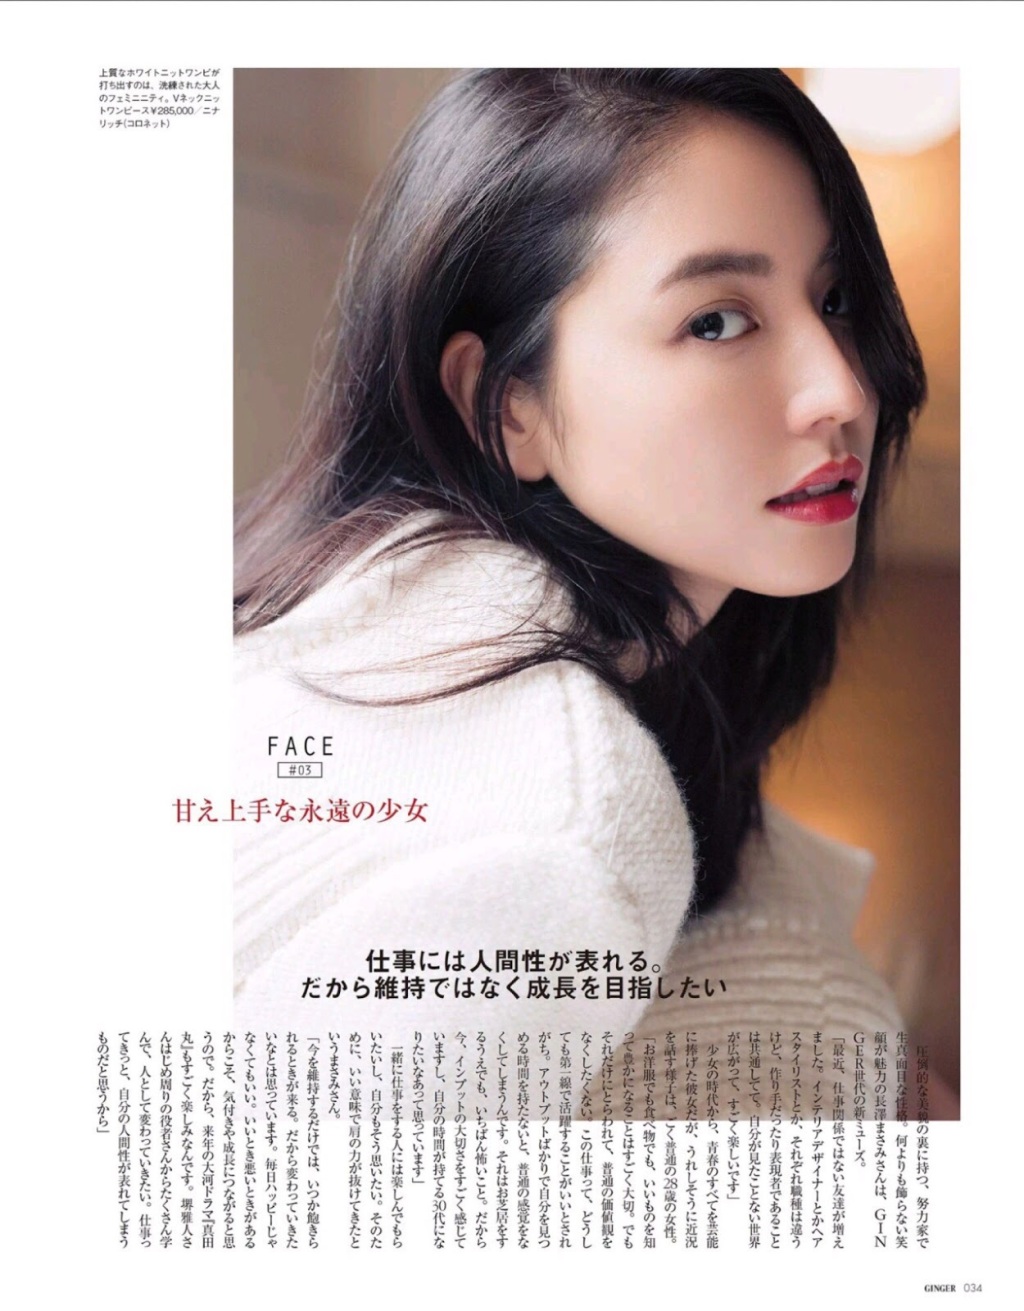 上質なホワイトニットワンピが
打ち出すのは、洗練された大人
のフェミニニティ。Vネックニッ
トワンピース¥285,000／ニナ
リッチ(コロネット)
FACE
#03
甘え上手な永遠の少女
仕事には人間性が表れる。
だから維持ではなく成長を目指したい
圧倒的な美貌の裏に持つ、努力家で
生真面目な性格。何よりも飾らない笑
顔が魅力の長澤まさみさんは、GIN
GER世代の新ミューズ。
「最近、仕事関係ではない友達が増え
ました。インテリアデザイナーとかヘア
スタイリストとか、それぞれ職種は違う
けど、作り手だったり表現者であること
は共通してて。自分が見たことない世界
が広がって、すごく楽しいです」
少女の時代から、青春のすべてを芸能
に捧げた彼女だが、うれしそうに近況
を話す様子は、ごく普通の28歳の女性。
「お洋服でも食べ物でも、いいものを知
って豊かになることはすごく大切。でも
それだけにとらわれて、普通の価値観を
なくしたくない。この仕事って、どうし
ても第一線で活躍することがいいとされ
がち。アウトプットばかりで自分を見つ
める時間を持たないと、普通の感覚をな
くしてしまうんです。それはお芝居をす
るうえでも、いちばん怖いこと。だから
今、インプットの大切さをすごく感じて
いますし、自分の時間が持てる30代にな
りたいなあって思っています」
一緒に仕事をする人には楽しんでもら
いたいし、自分もそう思いたい。そのた
めに、いい意味で肩の力が抜けてきたと
いうまさみさん。
「今を維持するだけでは、いつか飽きら
れるときが来る。だから変わっていきた
いなとは思っています。毎日ハッピーじゃ
なくてもいい。いいとき悪いときがある
からこそ、気付きや成長につながると思
うので。だから、来年の大河ドラマ『真田
丸』もすごく楽しみなんです。堺雅人さ
んはじめ周りの役者さんからたくさん学
んで、人として変わっていきたい。仕事っ
てきっと、自分の人間性が表れてしまう
ものだと思うから」
GINGER 034